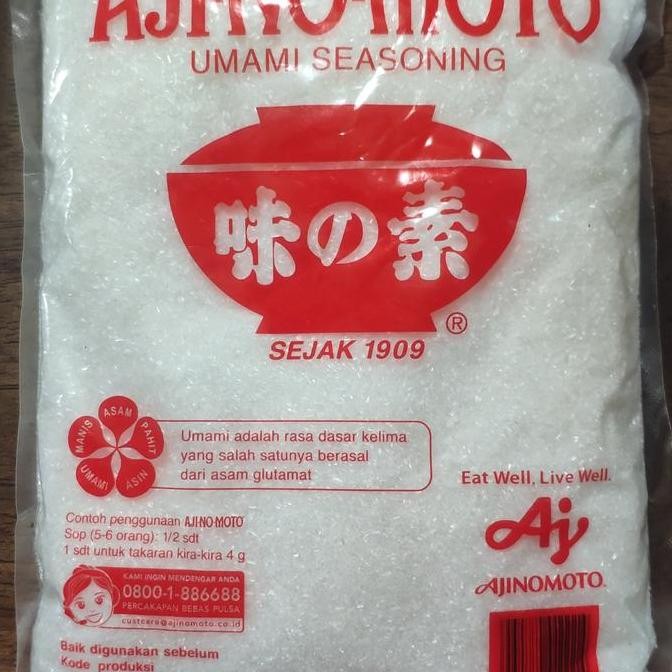 AJI-NO-MOTO
UMAMI SEASONING
味の素
®
SEJAK 1909
ASAM
MANIS
PAHIT
UMAMI
ASIN
Umami adalah rasa dasar kelima
yang salah satunya berasal
dari asam glutamat
Eat Well, Live Well.
Aj
AJINOMOTO.
Contoh penggunaan AJI-NO-MOTO®
Sop (5-6 orang): 1/2 sdt
1 sdt untuk takaran kira-kira 4 g
KAMI INGIN MENDENGAR ANDA
0800-1-886688
PERCAKAPAN BEBAS PULSA
custcare@ajinomoto.co.id
Baik digunakan sebelum
Kode produksi